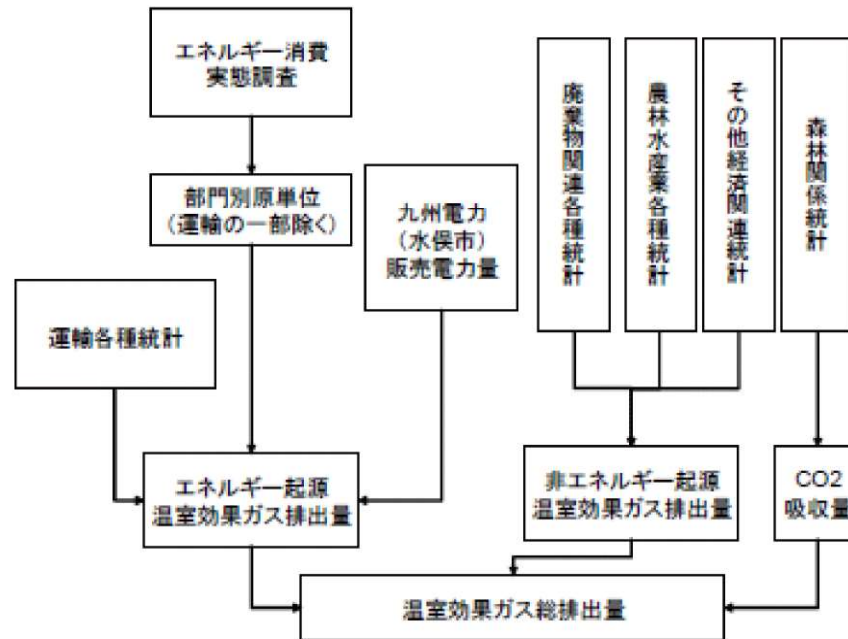 エネルギー消費
実態調査
部門別原単位
（運輸の一部除く）
九州電力
（水俣市）
販売電力量
運輸各種統計
廃棄物関連各種統計
農林水産業各種統計
その他経済関連統計
森林関係統計
エネルギー起源
温室効果ガス排出量
非エネルギー起源
温室効果ガス排出量
CO2
吸収量
温室効果ガス総排出量